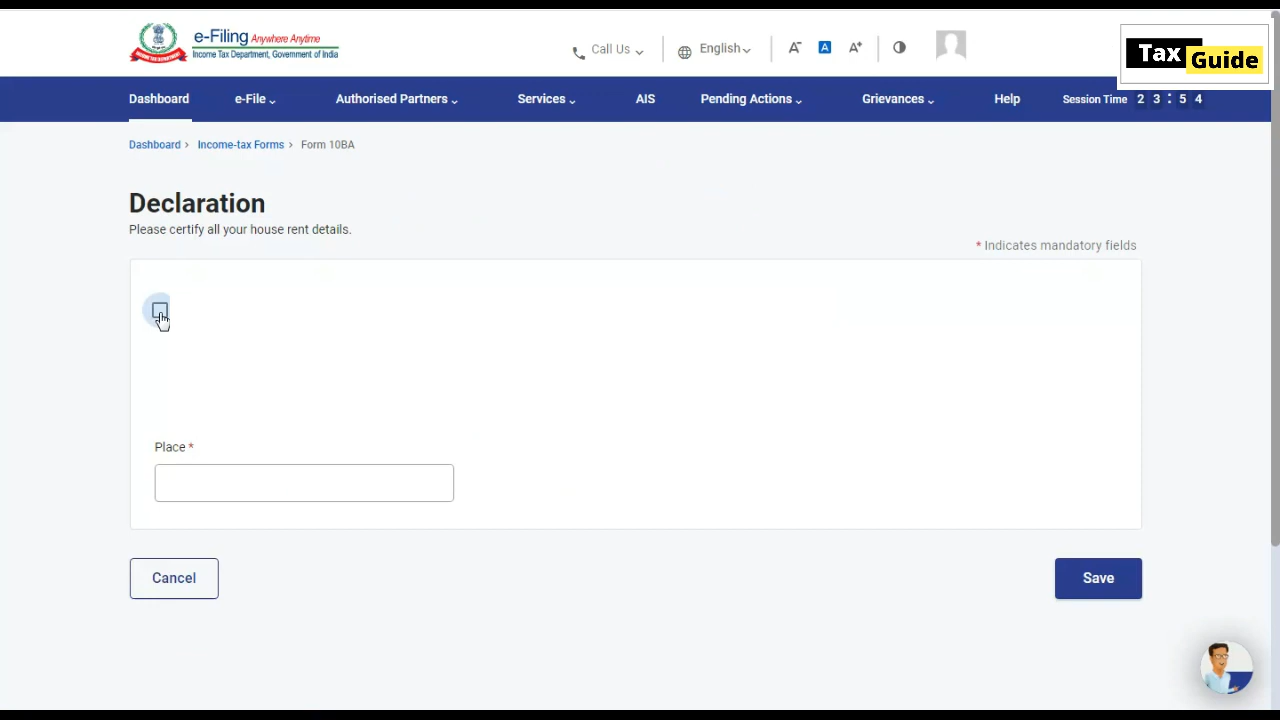 e-Filing Anywhere Anytime
Income Tax Department, Government of India
Call Us
English
A-
A
A+
Tax
Guide
Dashboard
e-File
Authorised Partners
Services
AIS
Pending Actions
Grievances
Help
Session Time 2 3 : 5 4
Dashboard > Income-tax Forms > Form 10BA
Declaration
Please certify all your house rent details.
* Indicates mandatory fields
Place *
Cancel
Save